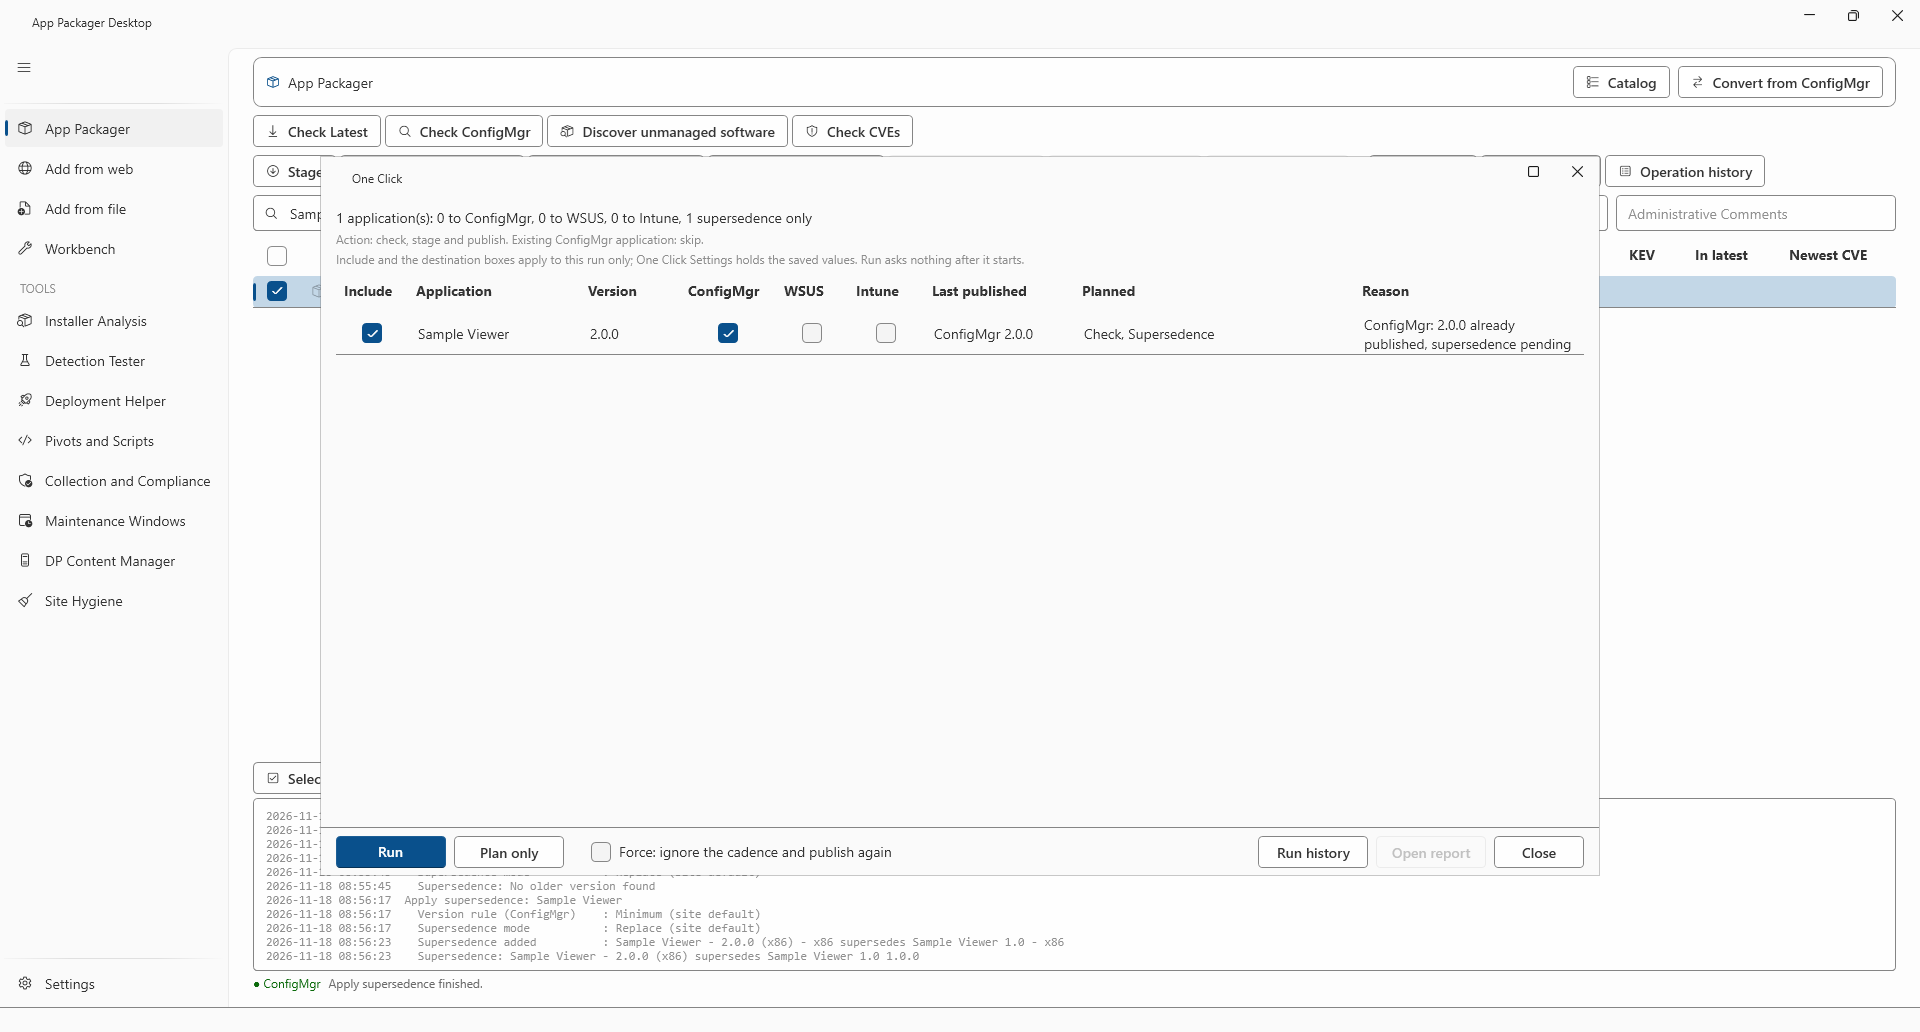 App Packager Desktop
App Packager
Catalog
Convert from ConfigMgr
App Packager
Add from web
Add from file
Workbench
TOOLS
Installer Analysis
Detection Tester
Deployment Helper
Pivots and Scripts
Collection and Compliance
Maintenance Windows
DP Content Manager
Site Hygiene
Settings
Check Latest
Check ConfigMgr
Discover unmanaged software
Check CVEs
Stage
Operation history
Samp
Administrative Comments
KEV
In latest
Newest CVE
One Click
1 application(s): 0 to ConfigMgr, 0 to WSUS, 0 to Intune, 1 supersedence only
Action: check, stage and publish. Existing ConfigMgr application: skip.
Include and the destination boxes apply to this run only; One Click Settings holds the saved values. Run asks nothing after it starts.
Include Application Version ConfigMgr WSUS Intune Last published Planned Reason
Sample Viewer 2.0.0 ConfigMgr 2.0.0 Check, Supersedence ConfigMgr: 2.0.0 already
published, supersedence pending
Run
Plan only
Force: ignore the cadence and publish again
Run history
Open report
Close
Selec
2026-11-
2026-11-
2026-11-
2026-11-
2026-11-18 08:55:45 Supersedence: No older version found
2026-11-18 08:56:17 Apply supersedence: Sample Viewer
2026-11-18 08:56:17 Version rule (ConfigMgr) : Minimum (site default)
2026-11-18 08:56:17 Supersedence mode : Replace (site default)
2026-11-18 08:56:23 Supersedence added : Sample Viewer - 2.0.0 (x86) - x86 supersedes Sample Viewer 1.0 - x86
2026-11-18 08:56:23 Supersedence: Sample Viewer - 2.0.0 (x86) supersedes Sample Viewer 1.0 1.0.0
ConfigMgr Apply supersedence finished.